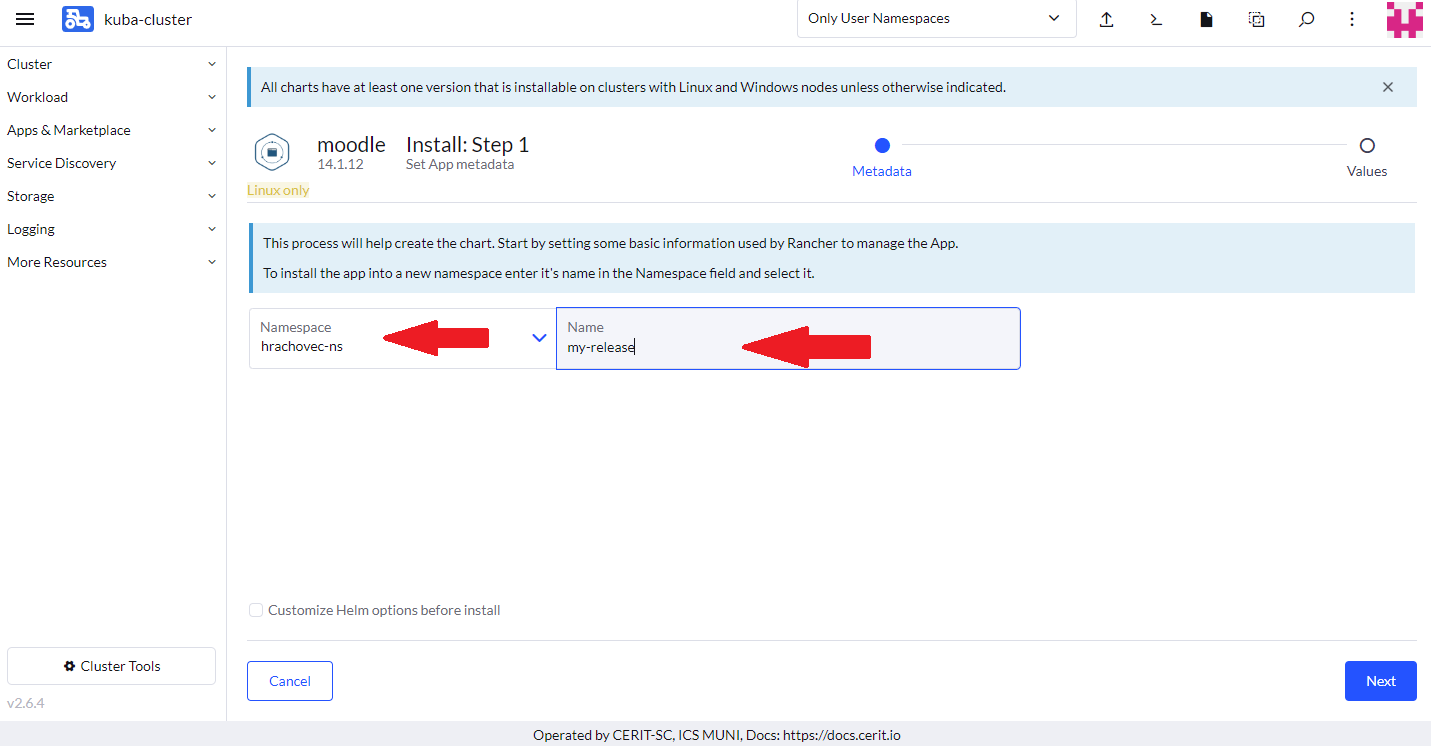 kuba-cluster
Only User Namespaces
Cluster
Workload
Apps & Marketplace
Service Discovery
Storage
Logging
More Resources
Cluster Tools
v2.6.4
All charts have at least one version that is installable on clusters with Linux and Windows nodes unless otherwise indicated.
moodle
14.1.12
Linux only
Install: Step 1
Set App metadata
Metadata
Values
This process will help create the chart. Start by setting some basic information used by Rancher to manage the App.
To install the app into a new namespace enter it's name in the Namespace field and select it.
Namespace
hrachovec-ns
Name
my-release
Customize Helm options before install
Cancel
Next
Operated by CERIT-SC, ICS MUNI, Docs: https://docs.cerit.io